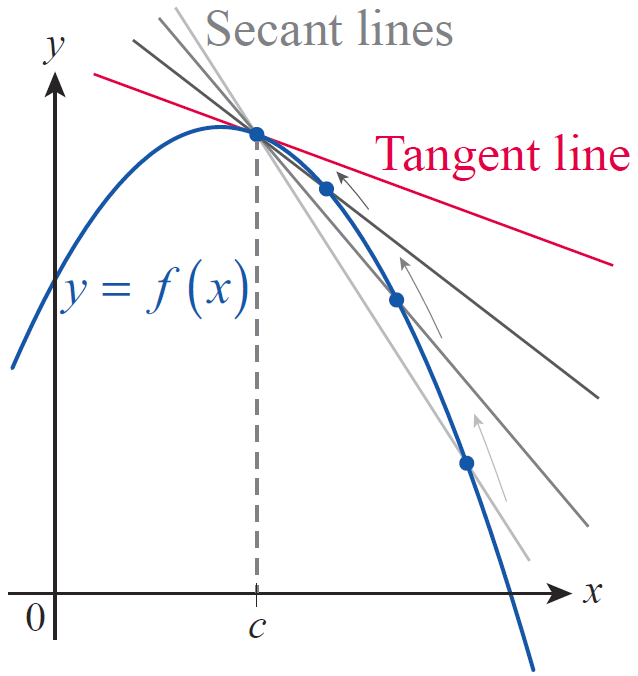 Secant lines
y
Tangent line
y = f(x)
0
c
x